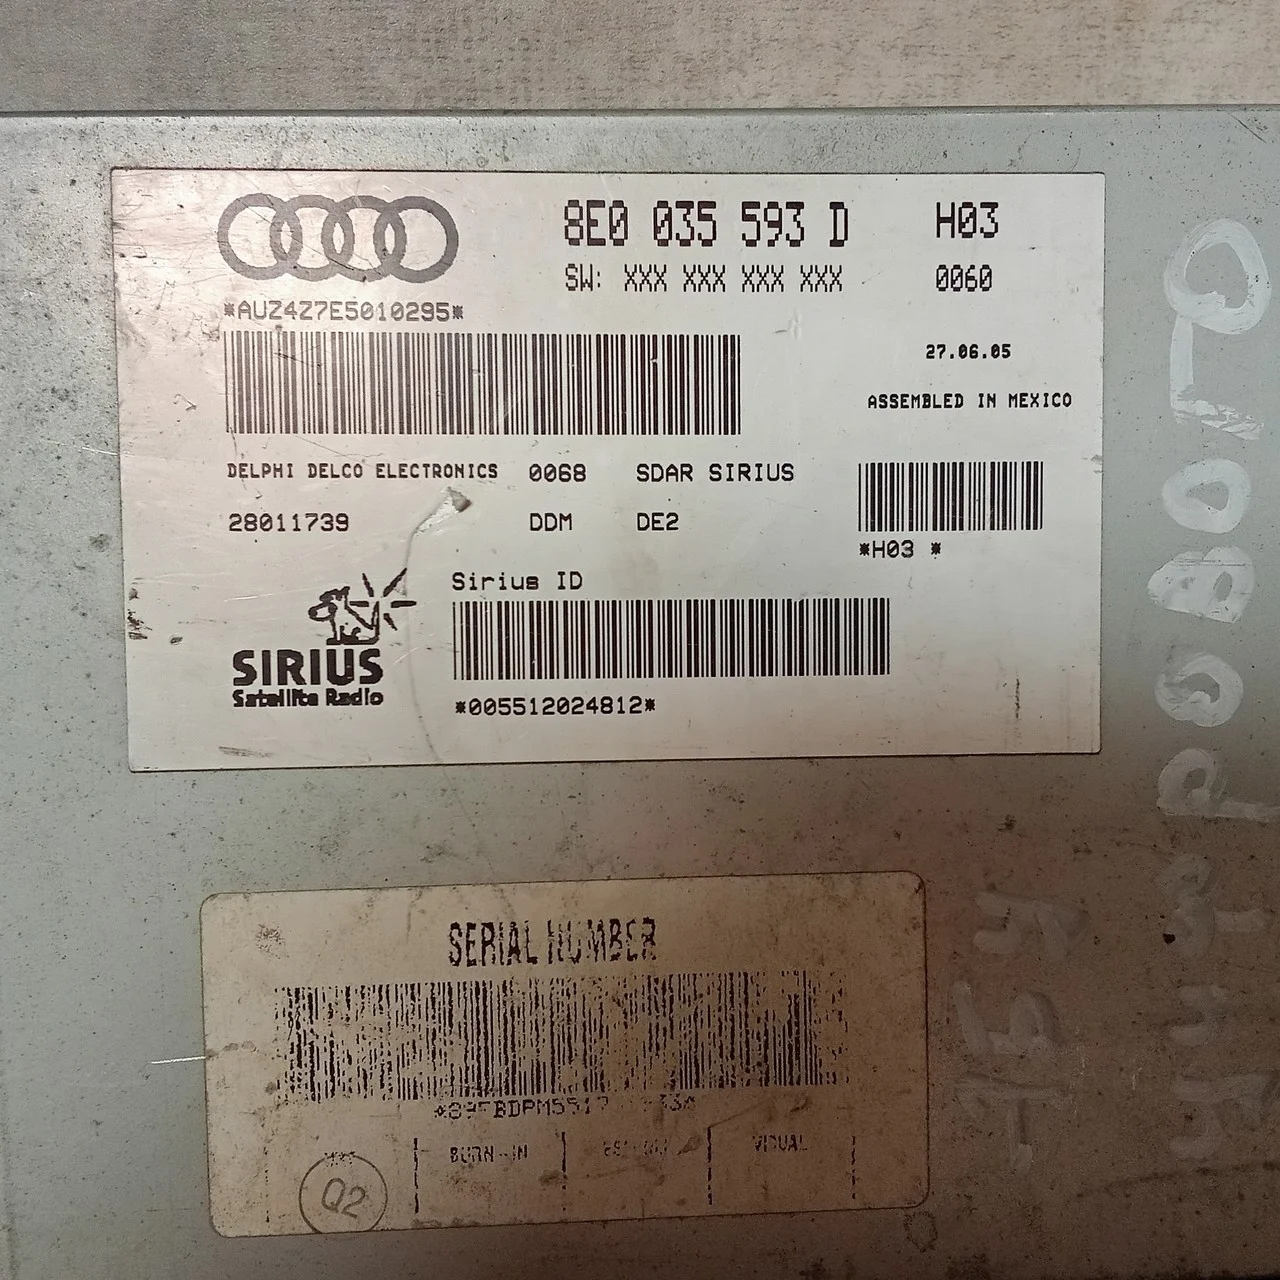 8E0 035 593 D H03
SW: XXX XXX XXX XXX 0060
*AUZ4Z7E5010295*
27.06.05
ASSEMBLED IN MEXICO
DELPHI DELCO ELECTRONICS 0068 SDAR SIRIUS
28011739 DDM DE2
*H03 *
Sirius ID
SIRIUS
Satellite Radio
*005512024812*
SERIAL NUMBER
BURN-IN VISUAL
Q2